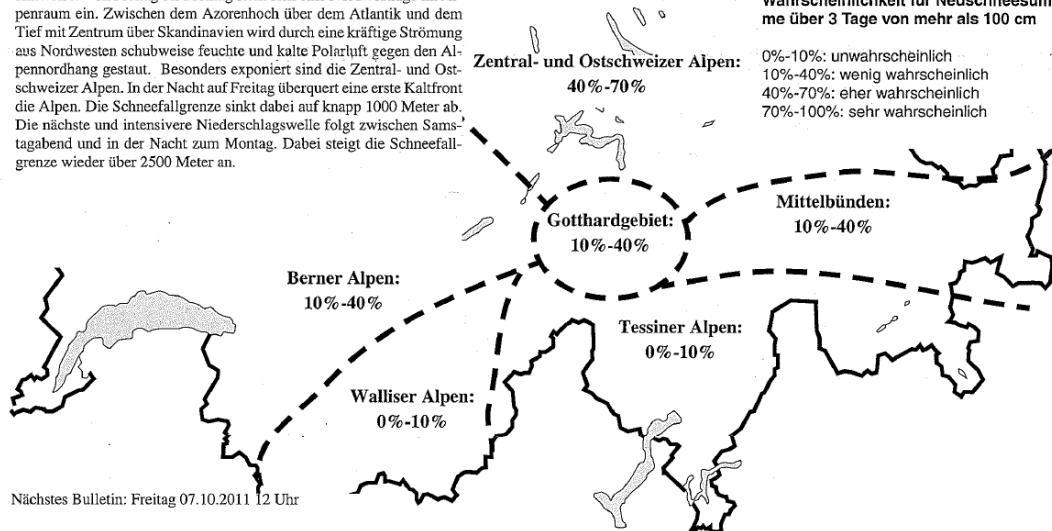 penraum ein. Zwischen dem Azorenhoch über dem Atlantik und dem
Tief mit Zentrum über Skandinavien wird durch eine kräftige Strömung
aus Nordwesten schubweise feuchte und kalte Polarluft gegen den Al-
pennordhang gestaut. Besonders exponiert sind die Zentral- und Ost-
schweizer Alpen. In der Nacht auf Freitag überquert eine erste Kaltfront
die Alpen. Die Schneefallgrenze sinkt dabei auf knapp 1000 Meter ab.
Die nächste und intensivere Niederschlagswelle folgt zwischen Sams-
tagabend und in der Nacht zum Montag. Dabei steigt die Schneefall-
grenze wieder über 2500 Meter an.
Wahrscheinlichkeit für Neuschneesum-
me über 3 Tage von mehr als 100 cm
0%-10%: unwahrscheinlich
10%-40%: wenig wahrscheinlich
40%-70%: eher wahrscheinlich
70%-100%: sehr wahrscheinlich
Zentral- und Ostschweizer Alpen:
40%-70%
Gotthardgebiet:
10%-40%
Mittelbünden:
10%-40%
Berner Alpen:
10%-40%
Tessiner Alpen:
0%-10%
Walliser Alpen:
0%-10%
Nächstes Bulletin: Freitag 07.10.2011 12 Uhr